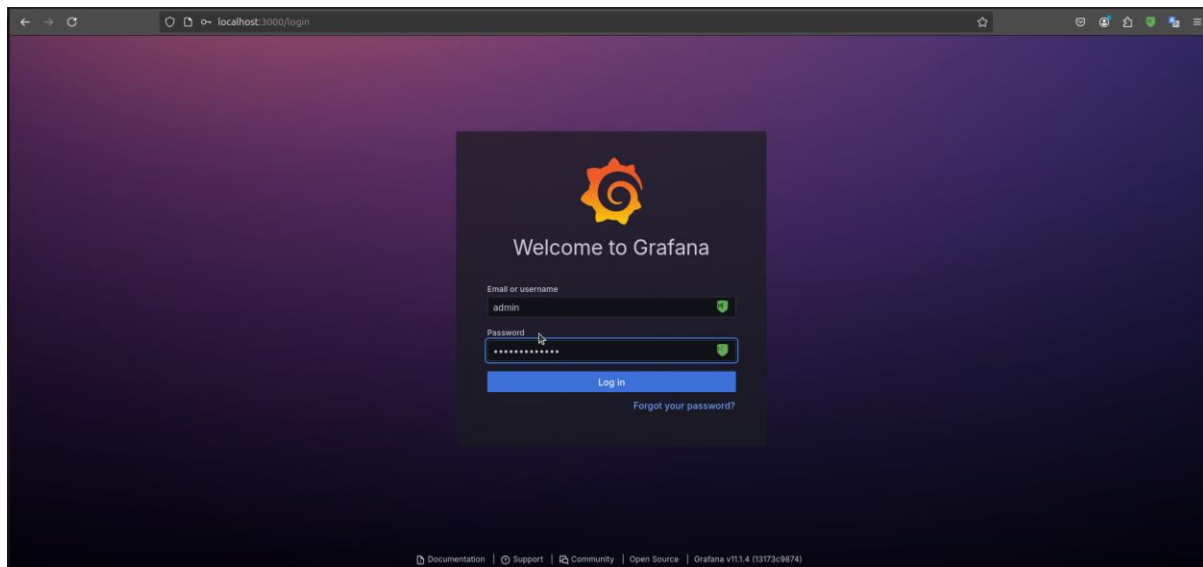 localhost:3000/login
Welcome to Grafana
Email or username
admin
Password
•••••••••••••
Log in
Forgot your password?
Documentation | Support | Community | Open Source | Grafana v11.1.4 (13173c9874)